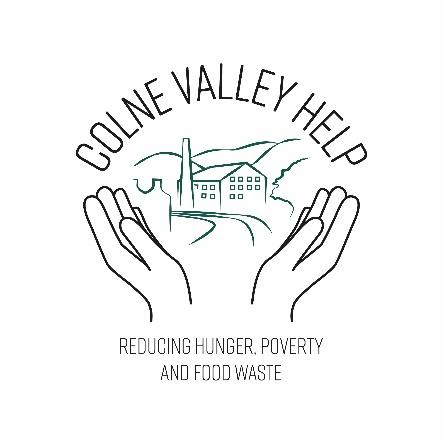 COLNE VALLEY HELP
REDUCING HUNGER, POVERTY
AND FOOD WASTE